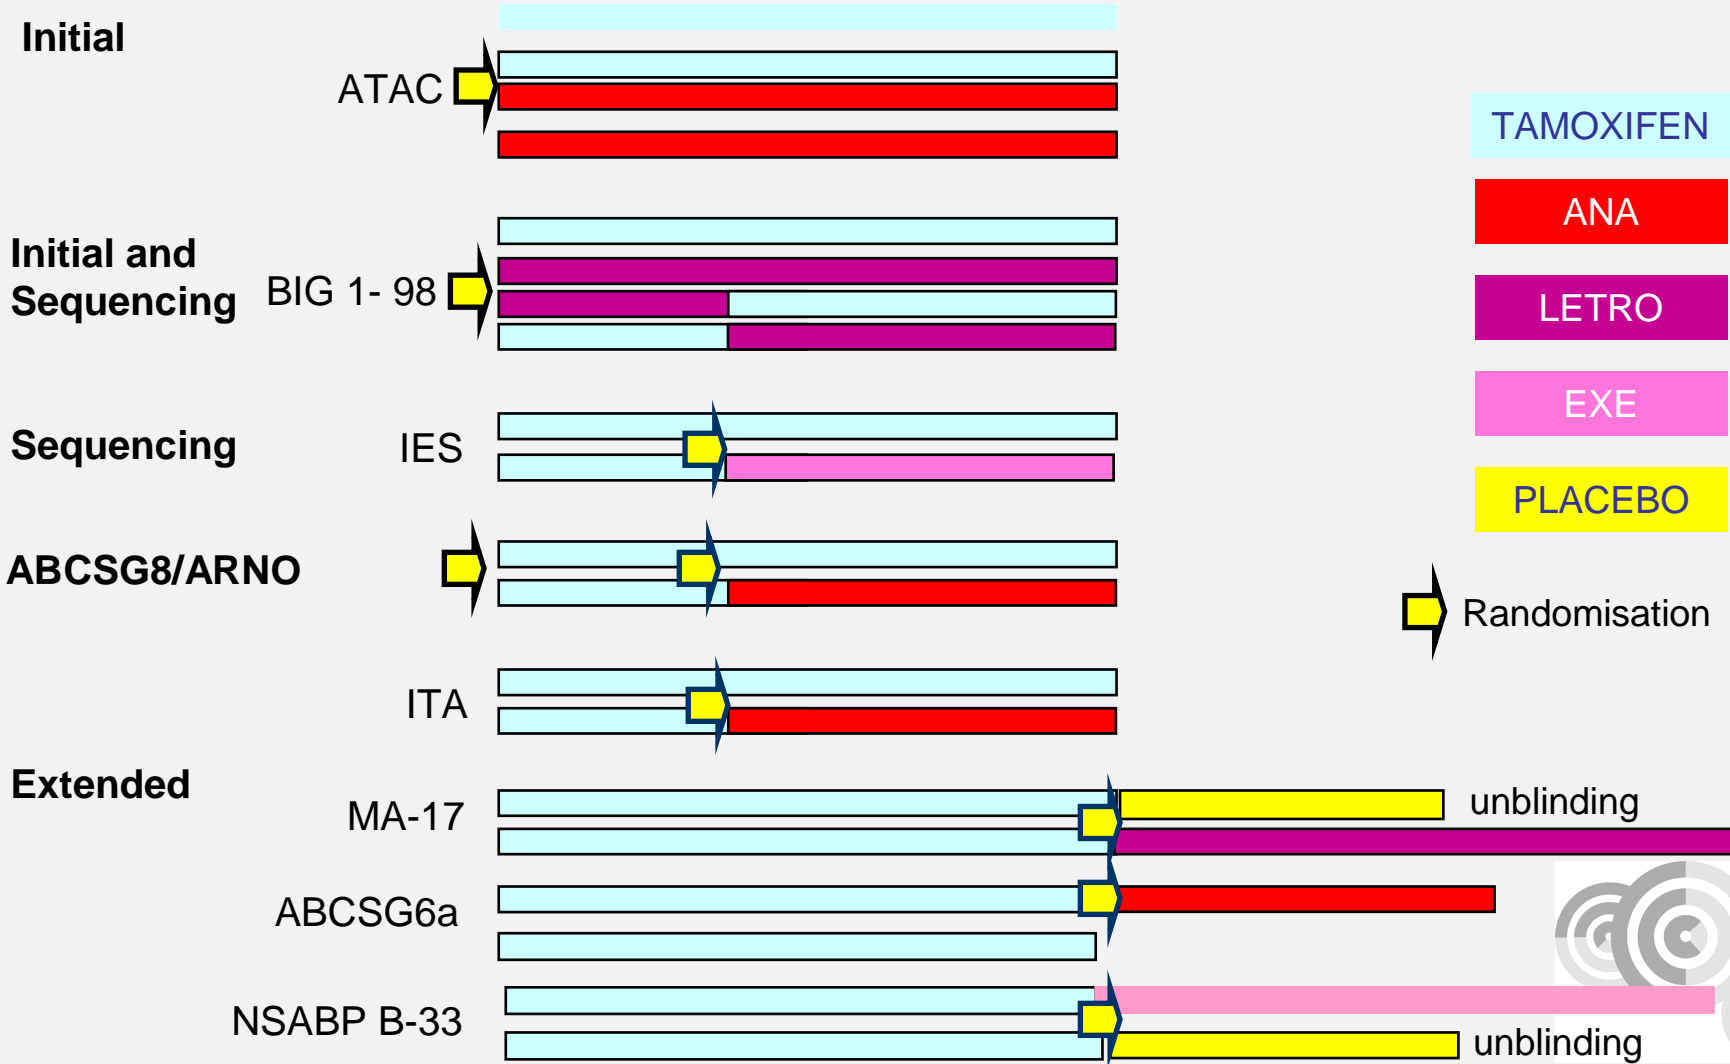 Initial
ATAC
TAMOXIFEN
ANA
Initial and
Sequencing
BIG 1- 98
LETRO
EXE
Sequencing
IES
PLACEBO
ABCSG8/ARNO
Randomisation
ITA
Extended
MA-17
unblinding
ABCSG6a
NSABP B-33
unblinding